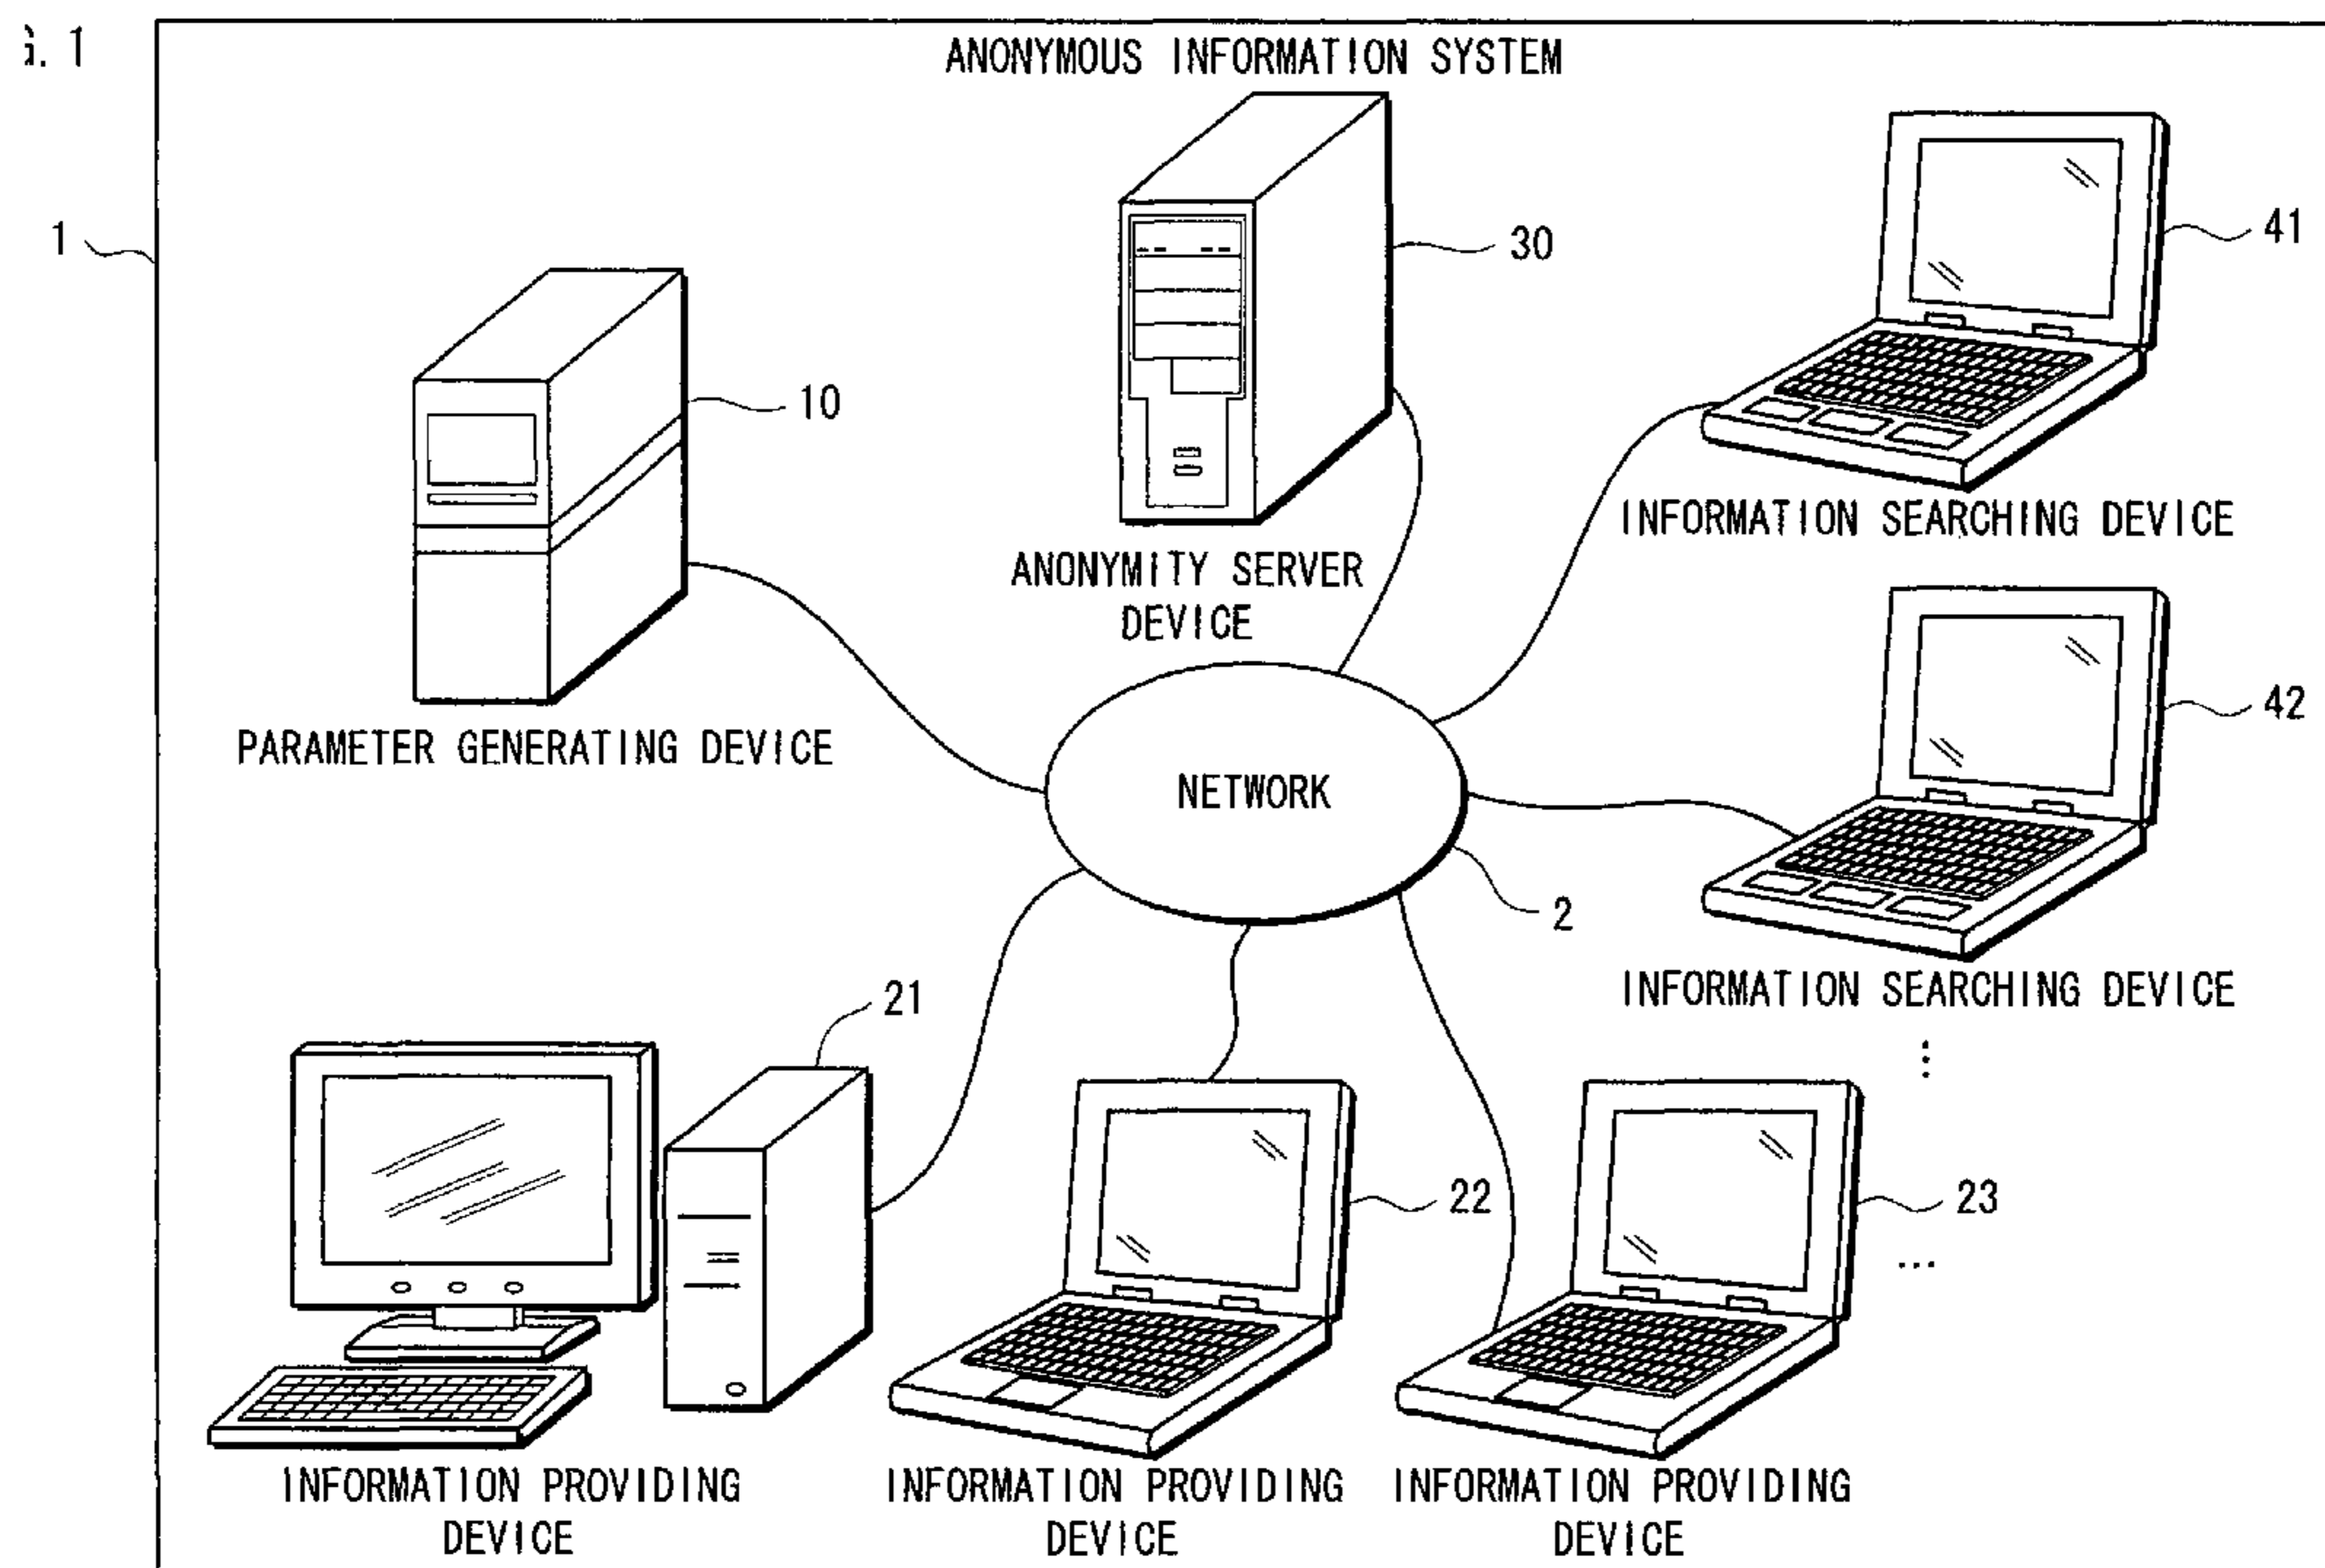 G. 1
ANONYMOUS INFORMATION SYSTEM
1
30
41
10
INFORMATION SEARCHING DEVICE
ANONYMITY SERVER
DEVICE
42
PARAMETER GENERATING DEVICE
NETWORK
2
INFORMATION SEARCHING DEVICE
⋮
21
22
23
...
INFORMATION PROVIDING
DEVICE
INFORMATION PROVIDING
DEVICE
INFORMATION PROVIDING
DEVICE